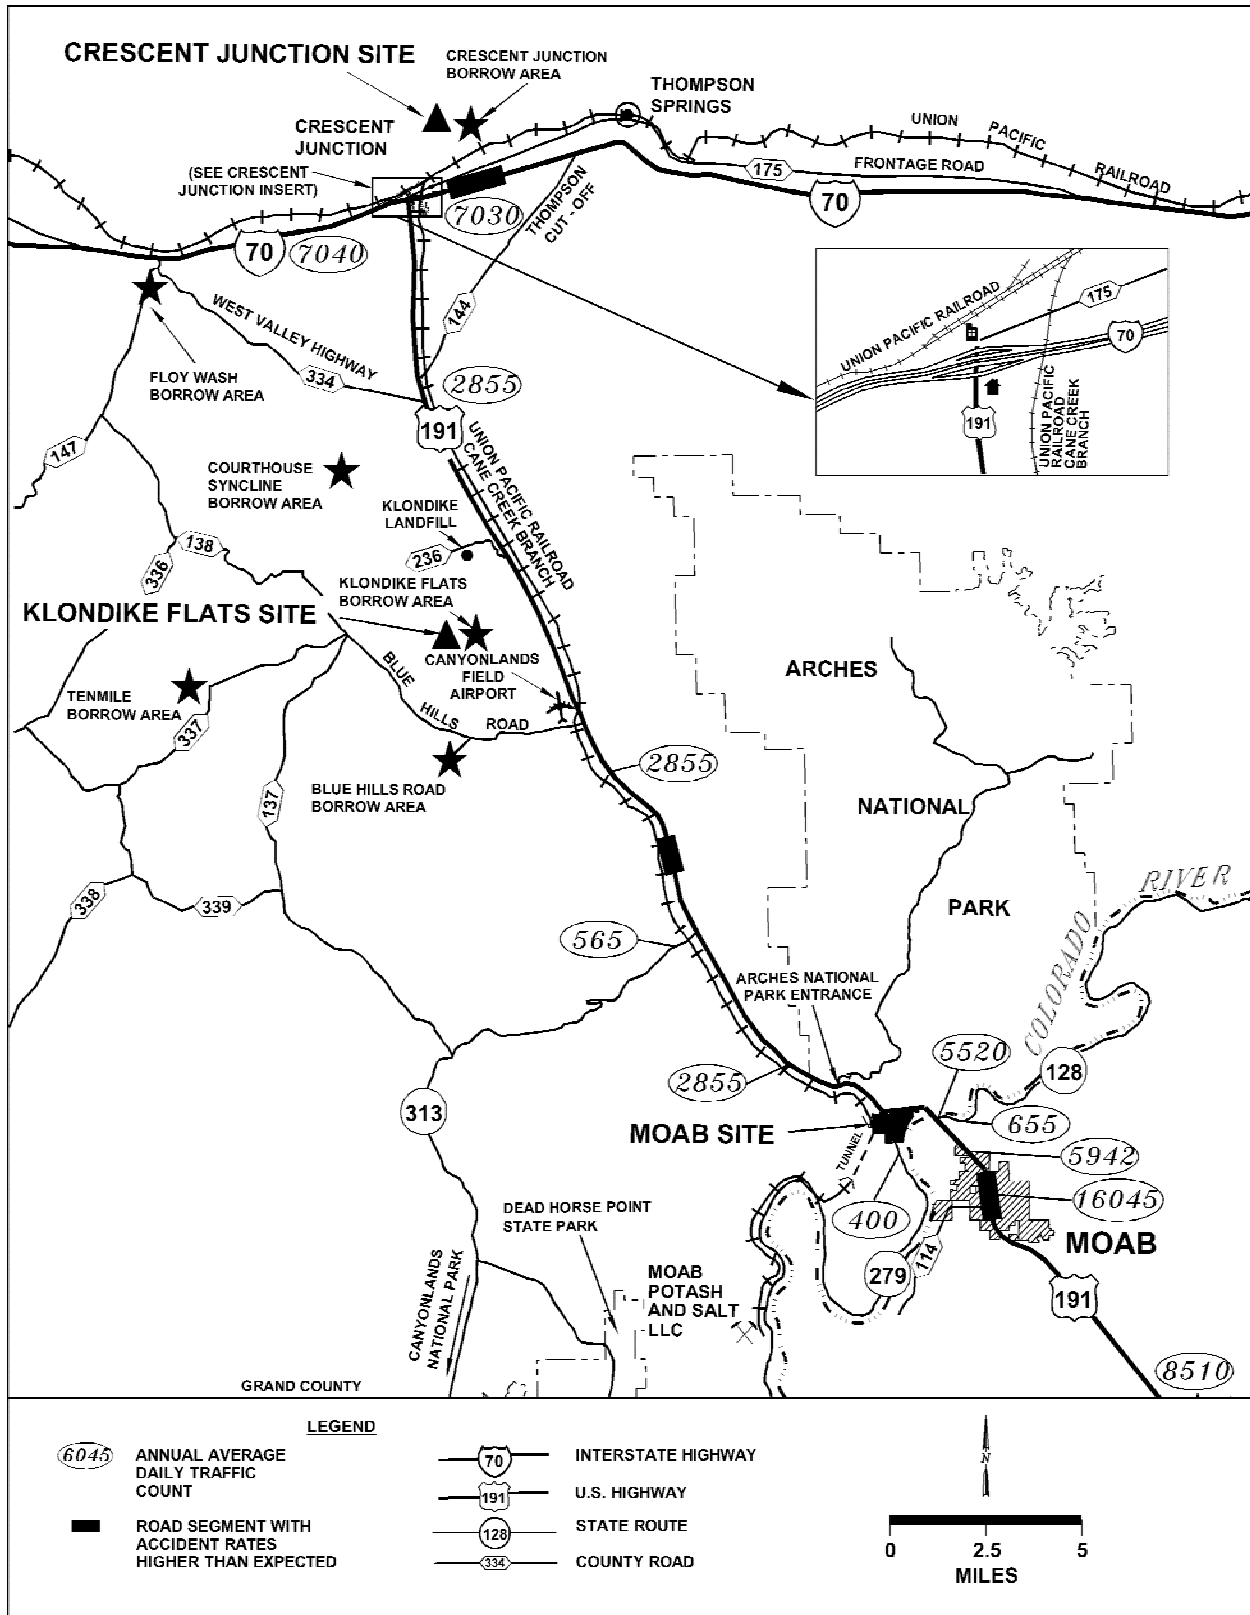 CRESCENT JUNCTION SITE
CRESCENT JUNCTION
BORROW AREA
THOMPSON
SPRINGS
CRESCENT
JUNCTION
(SEE CRESCENT
JUNCTION INSERT)
UNION PACIFIC RAILROAD
175
FRONTAGE ROAD
70
7030
THOMPSON
CUT - OFF
70
7040
WEST VALLEY HIGHWAY
334
144
FLOY WASH
BORROW AREA
2855
191
UNION PACIFIC RAILROAD
175
70
191
UNION PACIFIC
RAILROAD
CANE CREEK
BRANCH
147
COURTHOUSE
SYNCLINE
BORROW AREA
UNION PACIFIC RAILROAD
CANE CREEK BRANCH
KLONDIKE
LANDFILL
236
138
336
KLONDIKE FLATS
BORROW AREA
KLONDIKE FLATS SITE
CANYONLANDS
FIELD
AIRPORT
BLUE HILLS ROAD
TENMILE
BORROW AREA
337
137
BLUE HILLS ROAD
BORROW AREA
2855
ARCHES
NATIONAL
PARK
338
339
565
COLORADO RIVER
ARCHES NATIONAL
PARK ENTRANCE
5520
128
2855
313
MOAB SITE
TUNNEL
655
5942
16045
400
279
114
MOAB
191
DEAD HORSE POINT
STATE PARK
MOAB
POTASH
AND SALT
LLC
CANYONLANDS
NATIONAL PARK
8510
GRAND COUNTY
LEGEND
6045
ANNUAL AVERAGE
DAILY TRAFFIC
COUNT
ROAD SEGMENT WITH
ACCIDENT RATES
HIGHER THAN EXPECTED
70
INTERSTATE HIGHWAY
191
U.S. HIGHWAY
128
STATE ROUTE
334
COUNTY ROAD
N
0 2.5 5
MILES